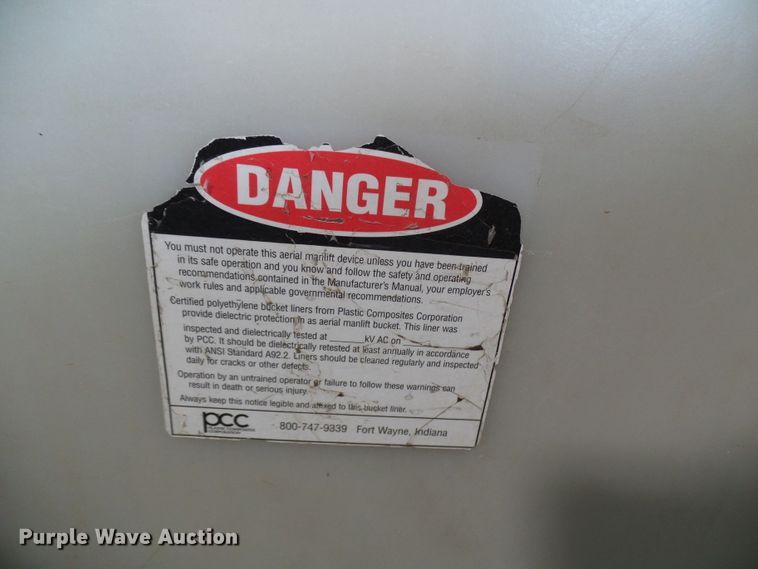 DANGER
You must not operate this aerial manlift device unless you have been trained
in its safe operation and you know and follow the safety and operating
recommendations contained in the Manufacturer's Manual, your employer's
work rules and applicable governmental recommendations.
Certified polyethylene bucket liners from Plastic Composites Corporation
provide dielectric protection in as aerial manlift bucket. This liner was
inspected and dielectrically tested at ______kV AC on ______
by PCC. It should be dielectrically retested at least annually in accordance
with ANSI Standard A92.2. Liners should be cleaned regularly and inspected
daily for cracks or other defects.
Operation by an untrained operator or failure to follow these warnings can
result in death or serious injury.
Always keep this notice legible and affixed to this bucket liner.
pcc
PLASTIC COMPOSITES
CORPORATION
800-747-9339 Fort Wayne, Indiana
Purple Wave Auction